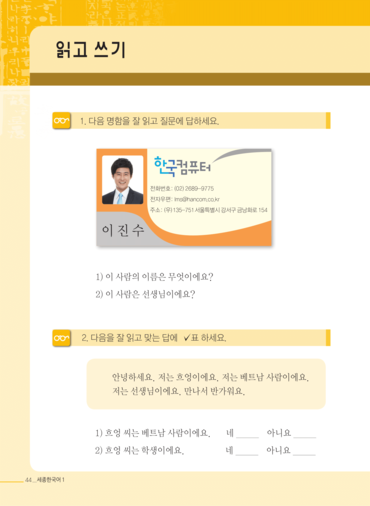 읽고 쓰기
1. 다음 명함을 잘 읽고 질문에 답하세요.
한국컴퓨터
전화번호 : (02) 2689-9775
전자우편 : ins@hancom.co.kr
주소 : (우) 135-751 서울특별시 강서구 금낭화로 154
이 진 수
1) 이 사람의 이름은 무엇이에요?
2) 이 사람은 선생님이에요?
2. 다음을 잘 읽고 맞는 답에 ✓표 하세요.
안녕하세요. 저는 흐엉이에요. 저는 베트남 사람이에요.
저는 선생님이에요. 만나서 반가워요.
1) 흐엉 씨는 베트남 사람이에요. 네 ____ 아니요 ____
2) 흐엉 씨는 학생이에요. 네 ____ 아니요 ____
44 _ 세종한국어 1